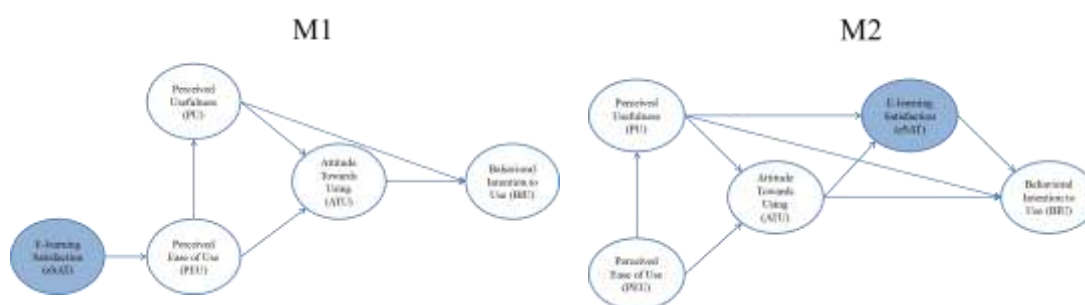 M1
Perceived
Usefulness
(PU)
Attitude
Towards
Using
(ATU)
Behavioral
Intention to
Use (BIU)
E-learning
Satisfaction
(eSAT)
Perceived
Ease of Use
(PEU)
M2
Perceived
Usefulness
(PU)
E-learning
Satisfaction
(eSAT)
Attitude
Towards
Using
(ATU)
Behavioral
Intention to
Use (BIU)
Perceived
Ease of Use
(PEU)